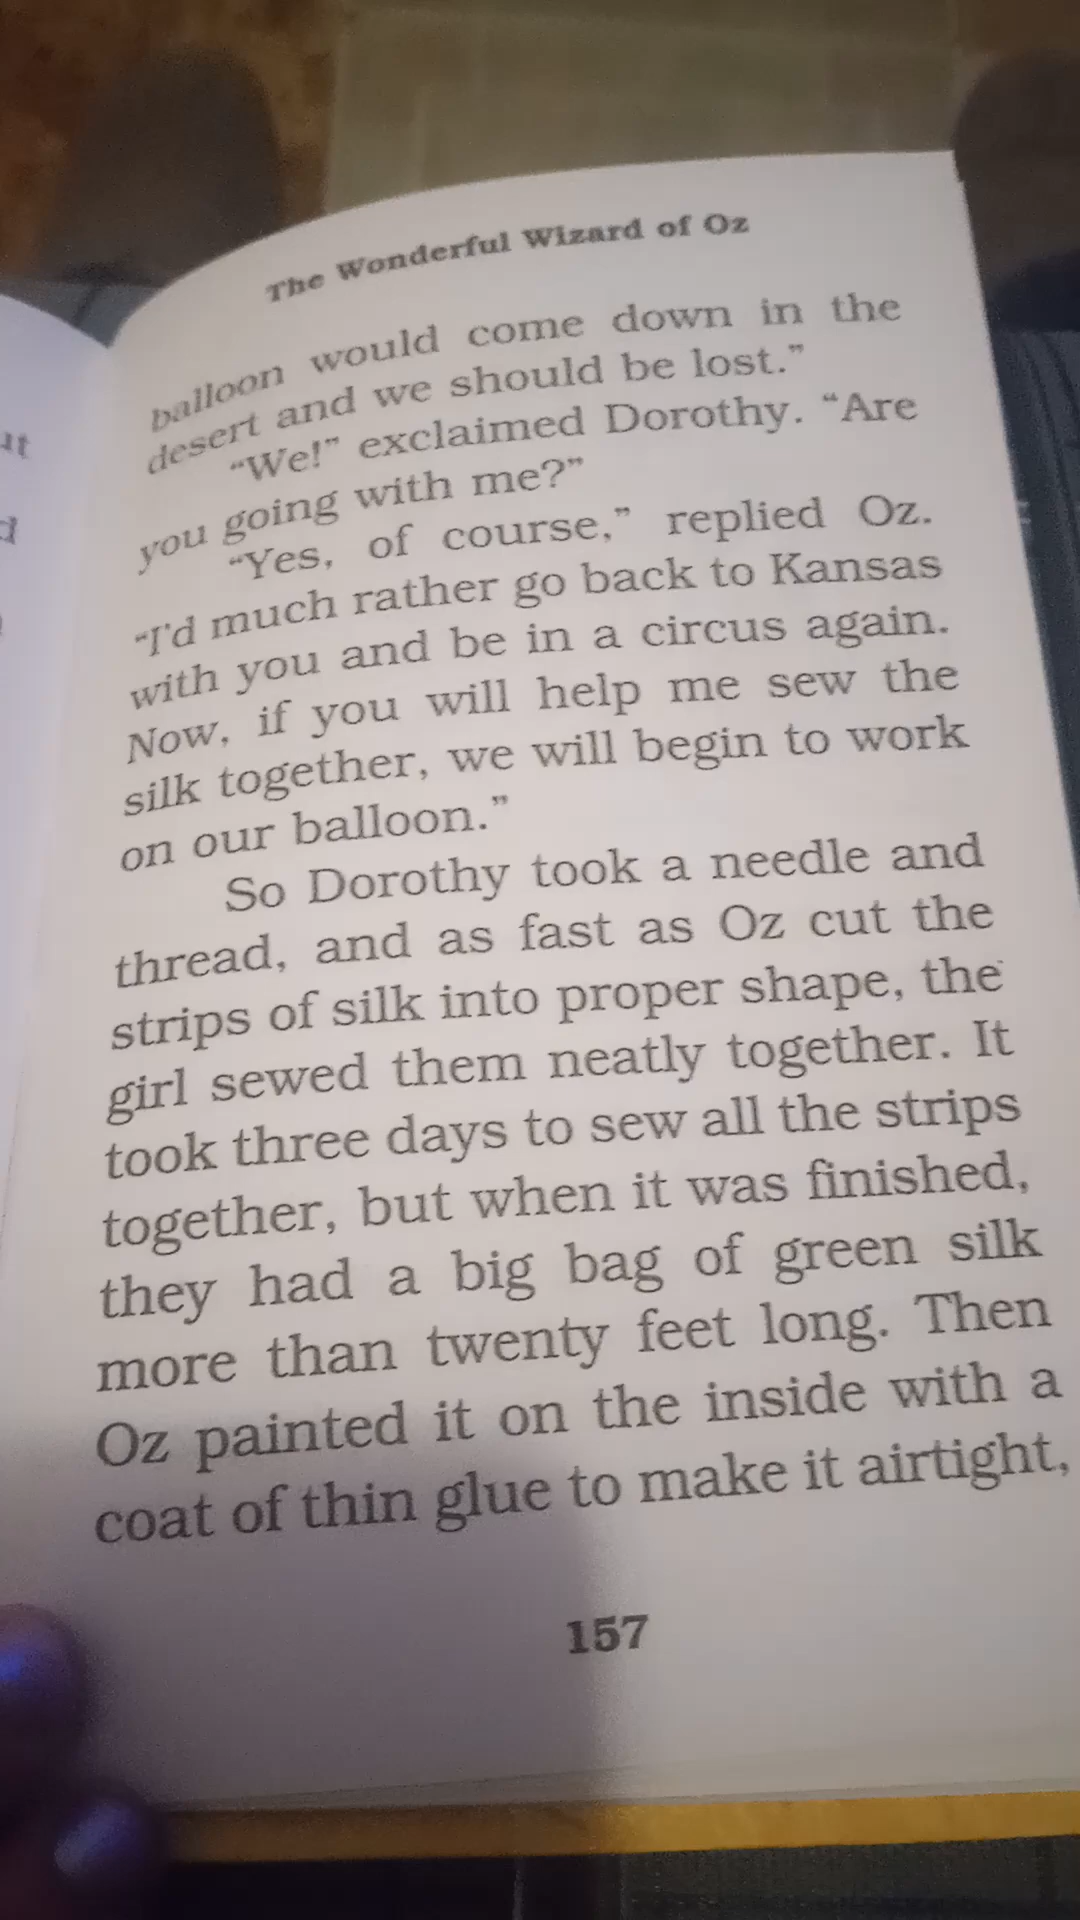 The Wonderful Wizard of Oz
balloon would come down in the
desert and we should be lost.”
“We!” exclaimed Dorothy. “Are
you going with me?”
“Yes, of course,” replied Oz.
“I'd much rather go back to Kansas
with you and be in a circus again.
Now, if you will help me sew the
silk together, we will begin to work
on our balloon.”
So Dorothy took a needle and
thread, and as fast as Oz cut the
strips of silk into proper shape, the
girl sewed them neatly together. It
took three days to sew all the strips
together, but when it was finished,
they had a big bag of green silk
more than twenty feet long. Then
Oz painted it on the inside with a
coat of thin glue to make it airtight,
157